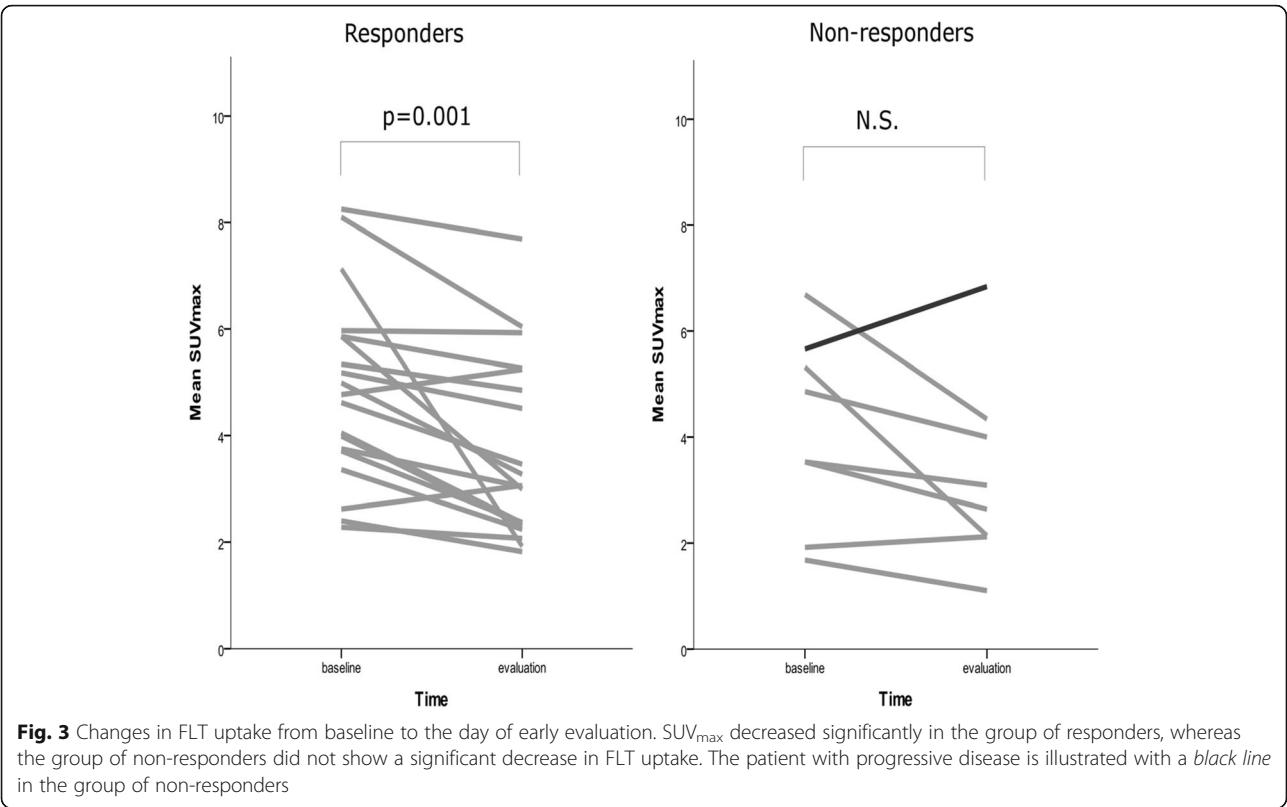 Responders
Non-responders
p=0.001
N.S.
10
8
6
4
2
0
Mean SUVmax
baseline
evaluation
Time
10
8
6
4
2
0
Mean SUVmax
baseline
evaluation
Time
Fig. 3 Changes in FLT uptake from baseline to the day of early evaluation. SUVmax decreased significantly in the group of responders, whereas
the group of non-responders did not show a significant decrease in FLT uptake. The patient with progressive disease is illustrated with a black line
in the group of non-responders